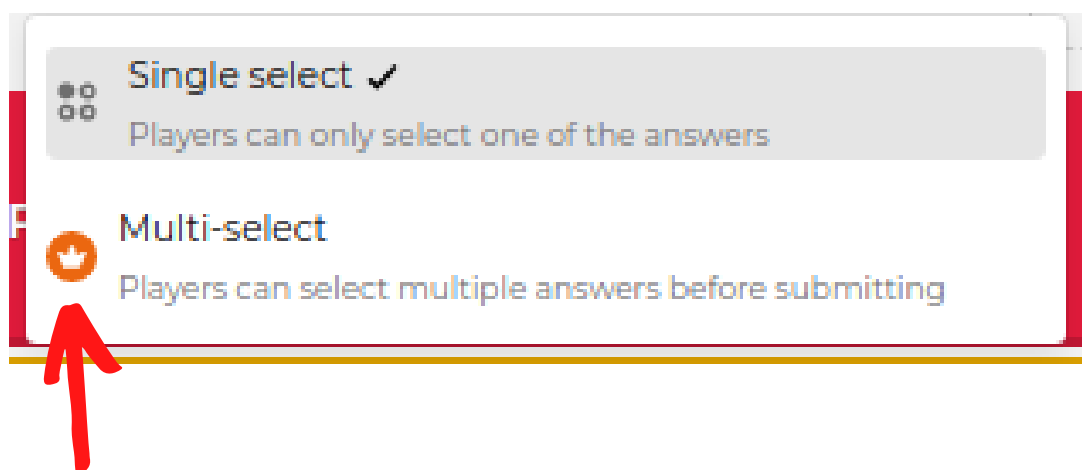 Single select ✓
Players can only select one of the answers
Multi-select
Players can select multiple answers before submitting